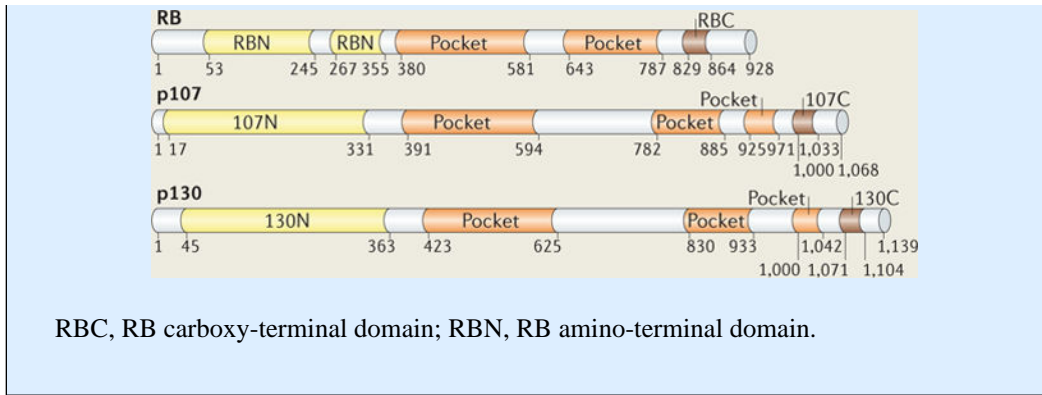 RB
RBC
RBN RBN Pocket Pocket
1 53 245 267 355 380 581 643 787 829 864 928
p107
Pocket 107C
107N Pocket Pocket
1 17 331 391 594 782 885 925 971 1,033
1,000 1,068
p130
Pocket 130C
130N Pocket Pocket
1 45 363 423 625 830 933 1,042 1,139
1,000 1,071 1,104
RBC, RB carboxy-terminal domain; RBN, RB amino-terminal domain.